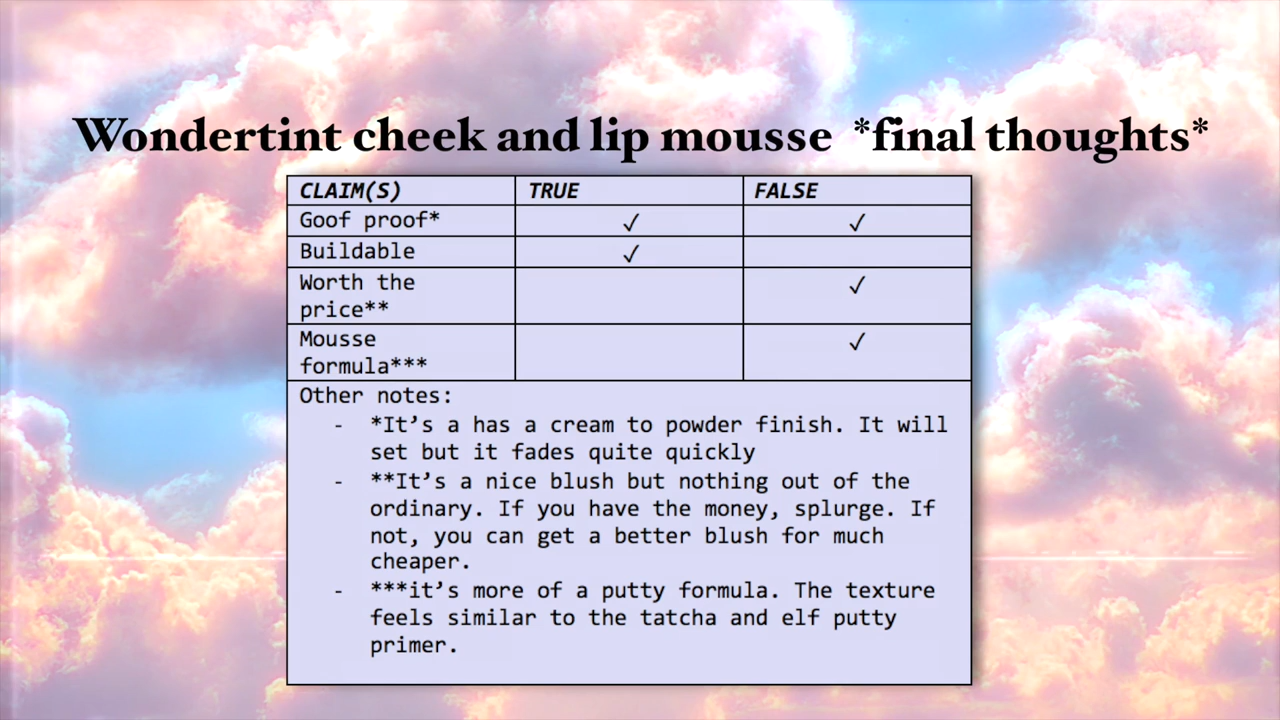 Wondertint cheek and lip mousse *final thoughts*
CLAIM(S) TRUE FALSE
Goof proof* ✓ ✓
Buildable ✓
Worth the
price** ✓
Mousse
formula*** ✓
Other notes:
- *It’s a has a cream to powder finish. It will
set but it fades quite quickly
- **It’s a nice blush but nothing out of the
ordinary. If you have the money, splurge. If
not, you can get a better blush for much
cheaper.
- ***it’s more of a putty formula. The texture
feels similar to the tatcha and elf putty
primer.